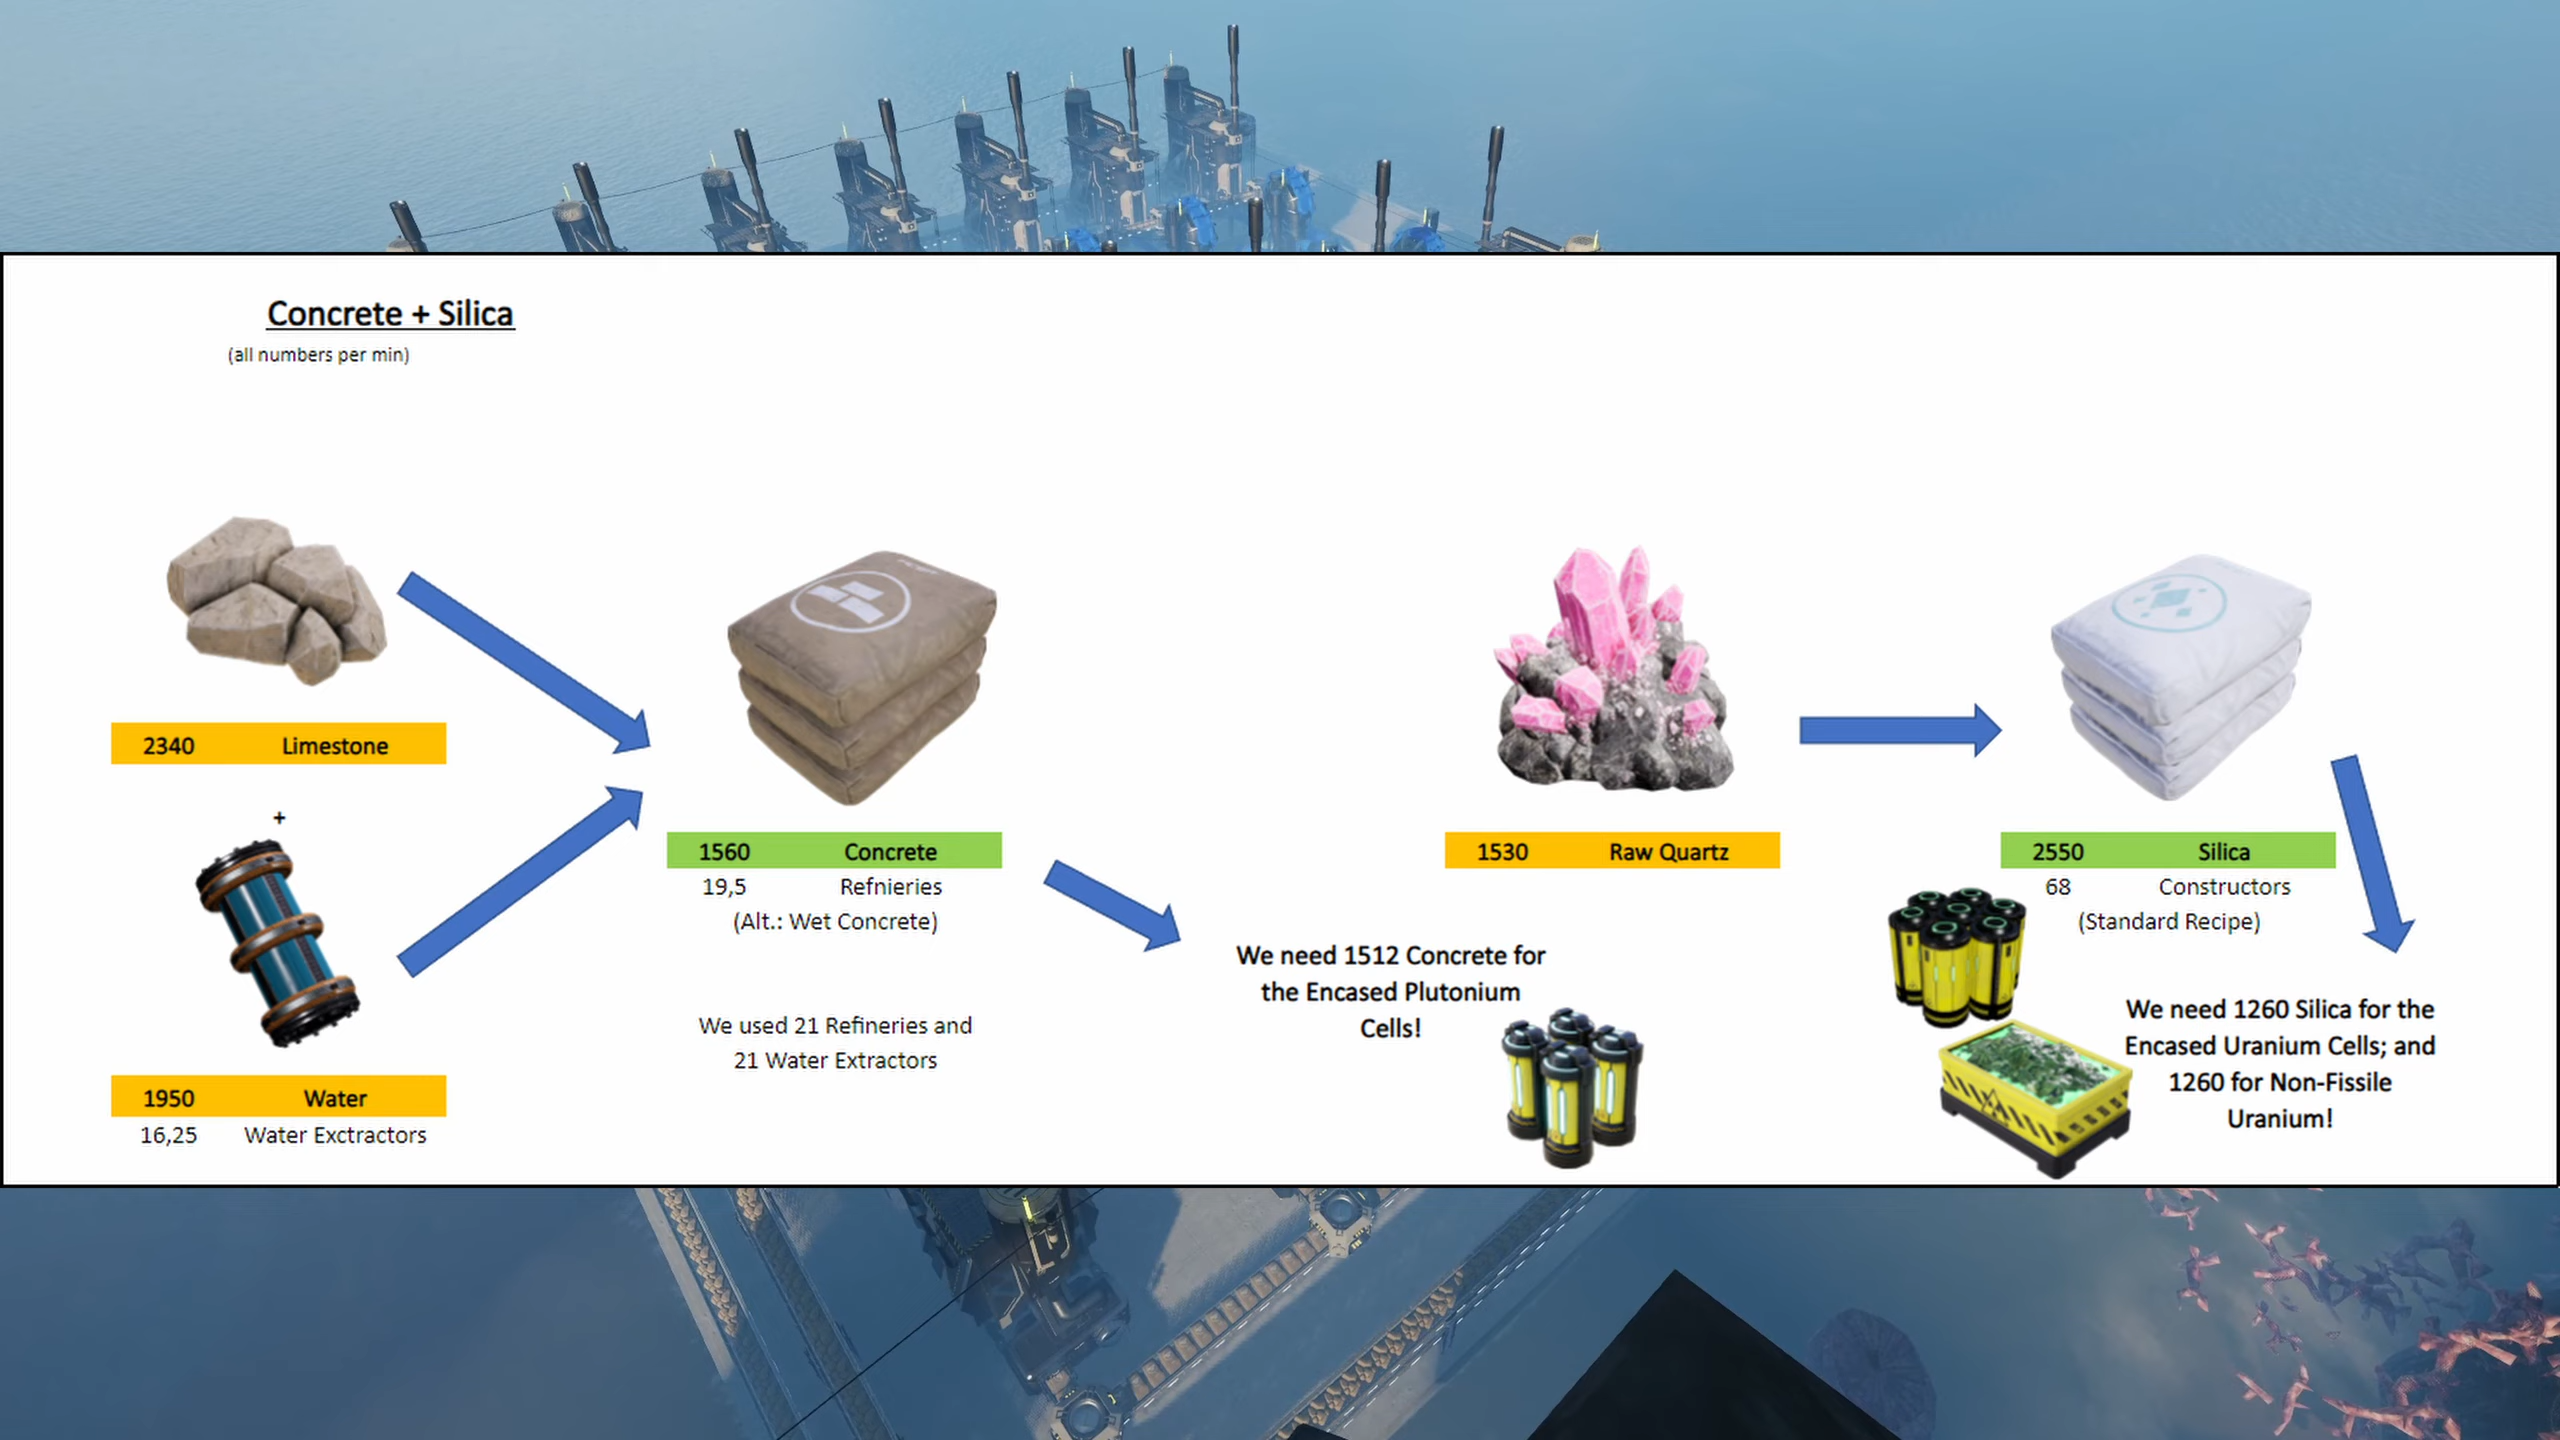 Concrete + Silica
(all numbers per min)
2340 Limestone
+
1950 Water
16,25 Water Exctractors
1560 Concrete
19,5 Refnieries
(Alt.: Wet Concrete)
We used 21 Refineries and
21 Water Extractors
We need 1512 Concrete for
the Encased Plutonium
Cells!
1530 Raw Quartz
2550 Silica
68 Constructors
(Standard Recipe)
We need 1260 Silica for the
Encased Uranium Cells; and
1260 for Non-Fissile
Uranium!